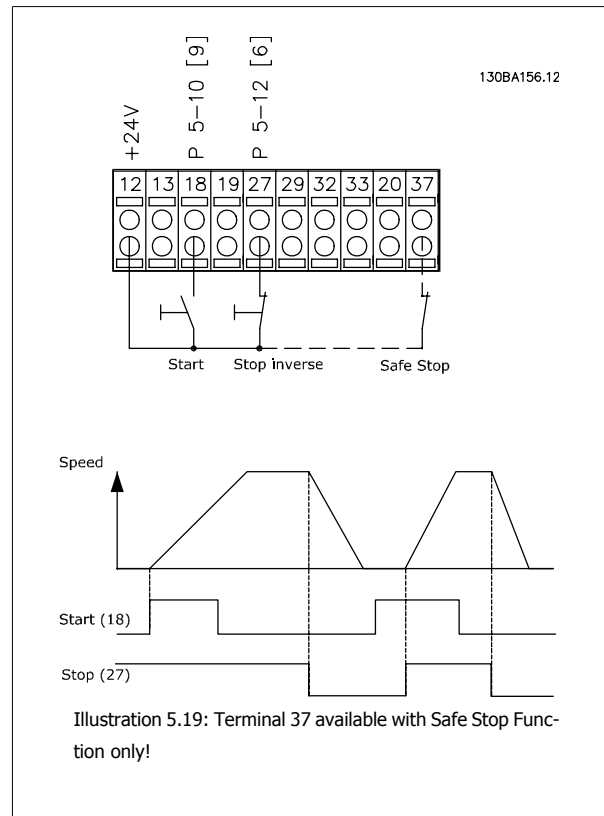 +24V
P 5-10 [9]
P 5-12 [6]
130BA156.12
12 13 18 19 27 29 32 33 20 37
Start Stop inverse Safe Stop
Speed
Start (18)
Stop (27)
Illustration 5.19: Terminal 37 available with Safe Stop Func-
tion only!